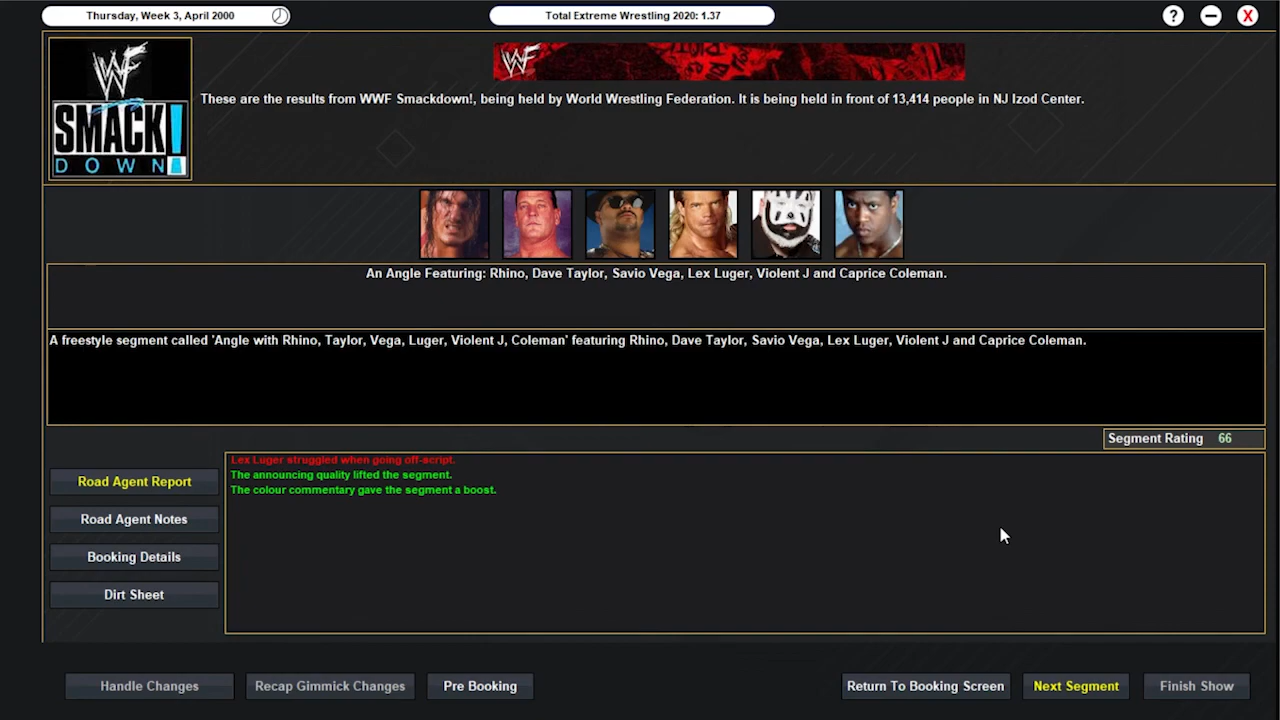 Thursday, Week 3, April 2000
Total Extreme Wrestling 2020: 1.37
?
X
WF
SMACK!
DOWN
WF
These are the results from WWF Smackdown!, being held by World Wrestling Federation. It is being held in front of 13,414 people in NJ Izod Center.
An Angle Featuring: Rhino, Dave Taylor, Savio Vega, Lex Luger, Violent J and Caprice Coleman.
A freestyle segment called 'Angle with Rhino, Taylor, Vega, Luger, Violent J, Coleman' featuring Rhino, Dave Taylor, Savio Vega, Lex Luger, Violent J and Caprice Coleman.
Segment Rating 66
Road Agent Report
Lex Luger struggled when going off-script.
The announcing quality lifted the segment.
The colour commentary gave the segment a boost.
Road Agent Notes
Booking Details
Dirt Sheet
Handle Changes
Recap Gimmick Changes
Pre Booking
Return To Booking Screen
Next Segment
Finish Show